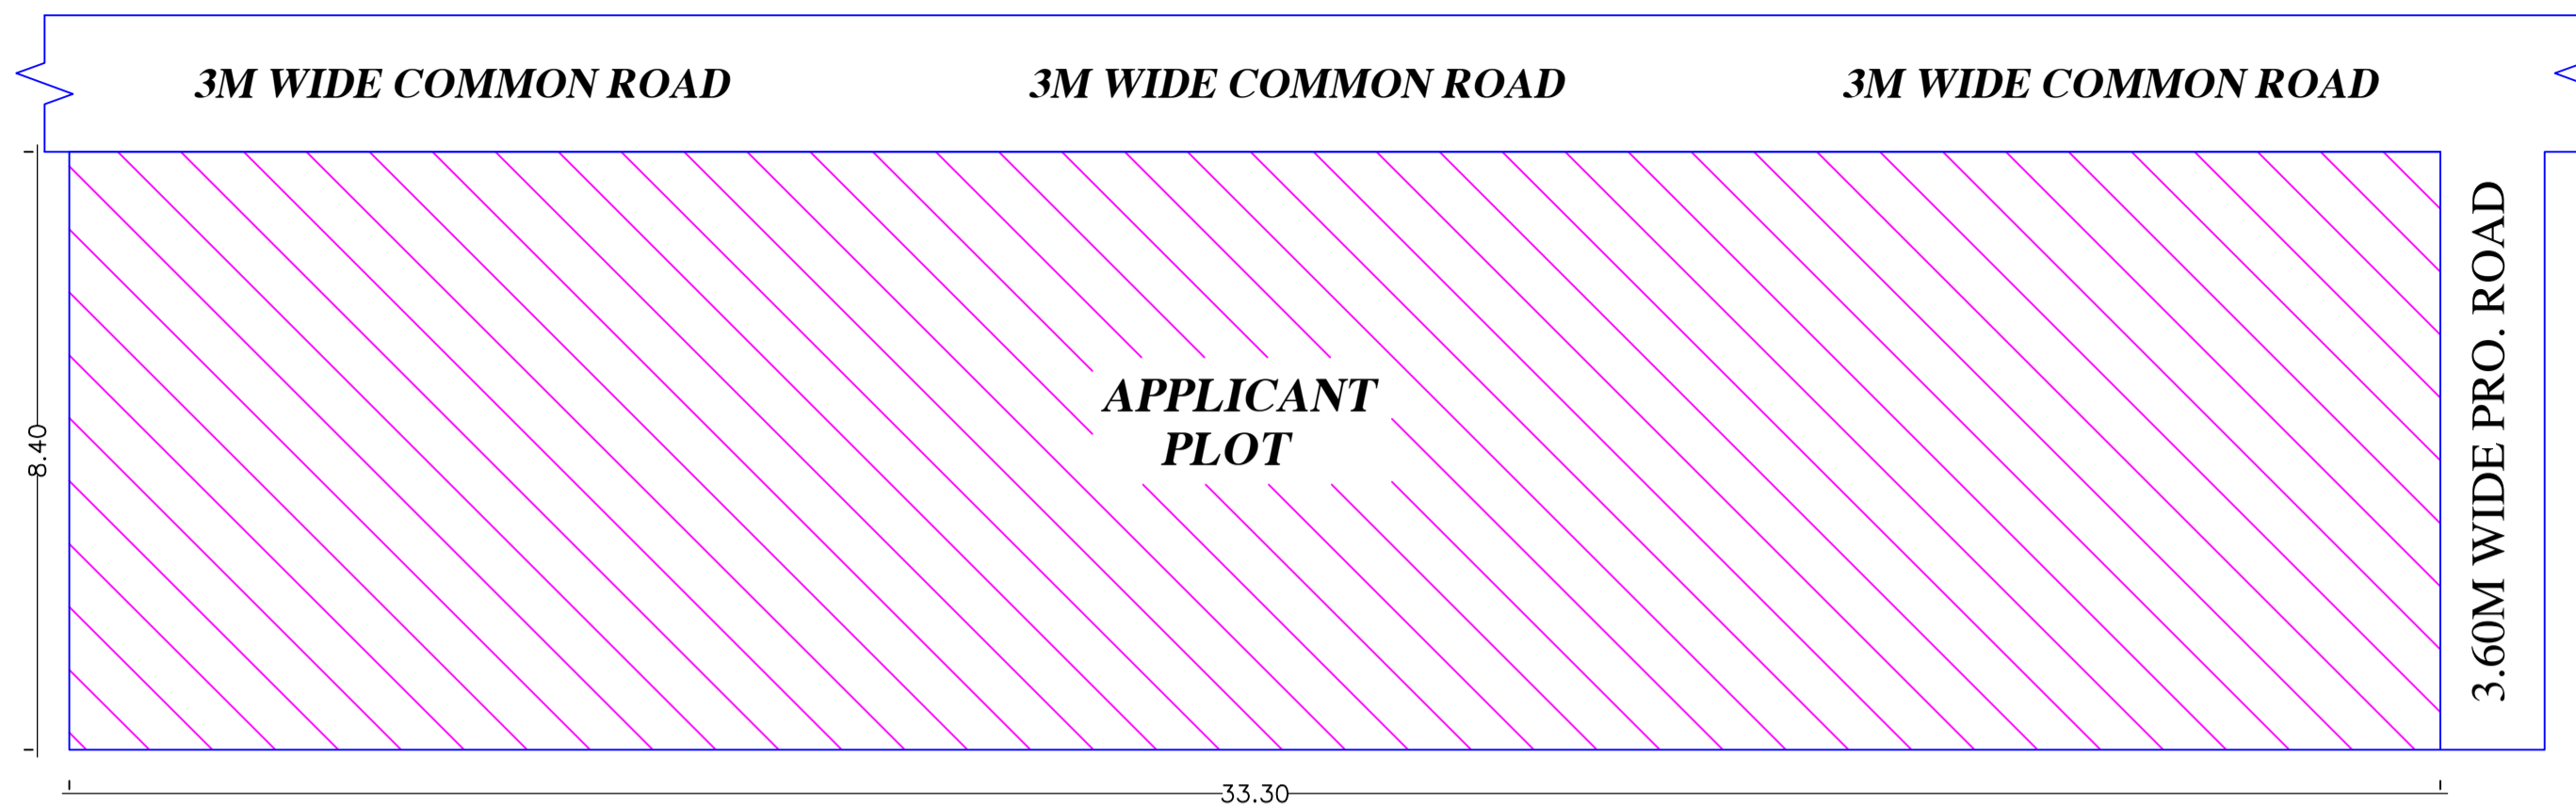 3M WIDE COMMON ROAD
3M WIDE COMMON ROAD
3M WIDE COMMON ROAD
APPLICANT
PLOT
8.40
3.60M WIDE PRO. ROAD
33.30